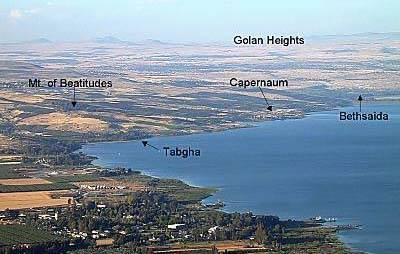 Golan Heights
Mt. of Beatitudes
Capernaum
Bethsaida
Tabgha